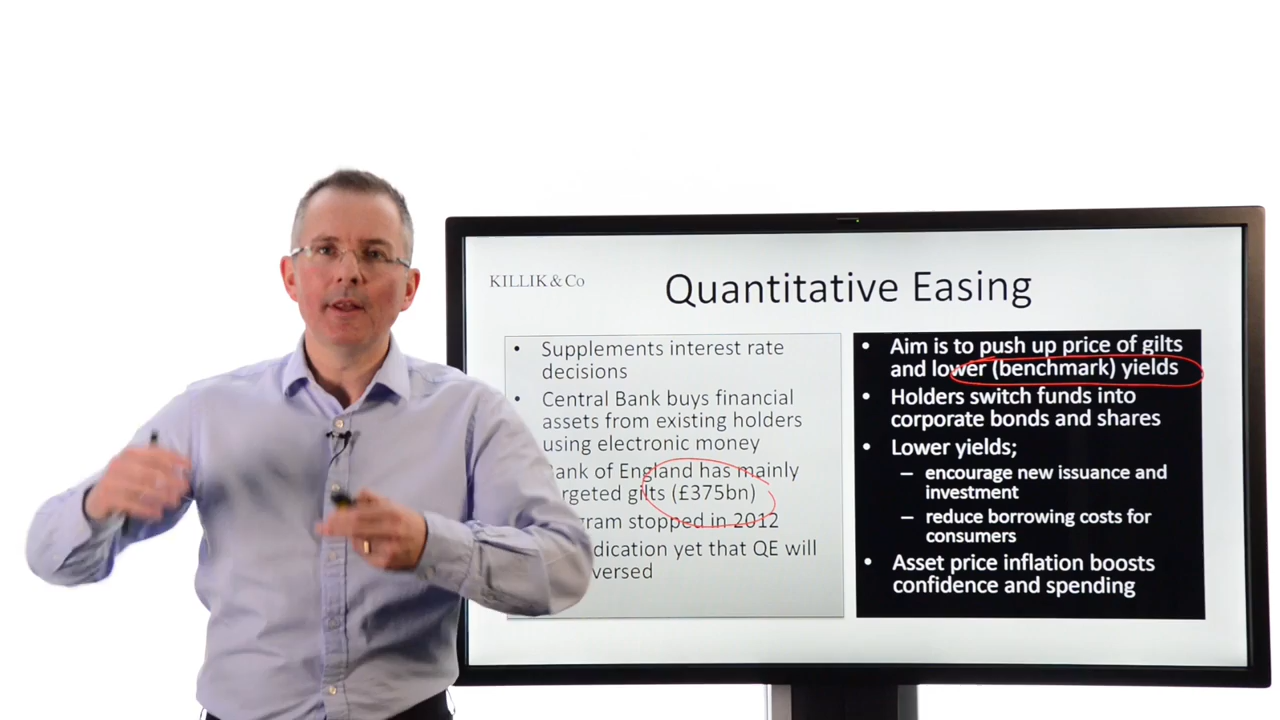 KILLIK & Co
Quantitative Easing
• Supplements interest rate
decisions
• Central Bank buys financial
assets from existing holders
using electronic money
ank of England has mainly
rgeted gilts (£375bn)
gram stopped in 2012
dication yet that QE will
versed
• Aim is to push up price of gilts
and lower (benchmark) yields
• Holders switch funds into
corporate bonds and shares
• Lower yields;
– encourage new issuance and
investment
– reduce borrowing costs for
consumers
• Asset price inflation boosts
confidence and spending